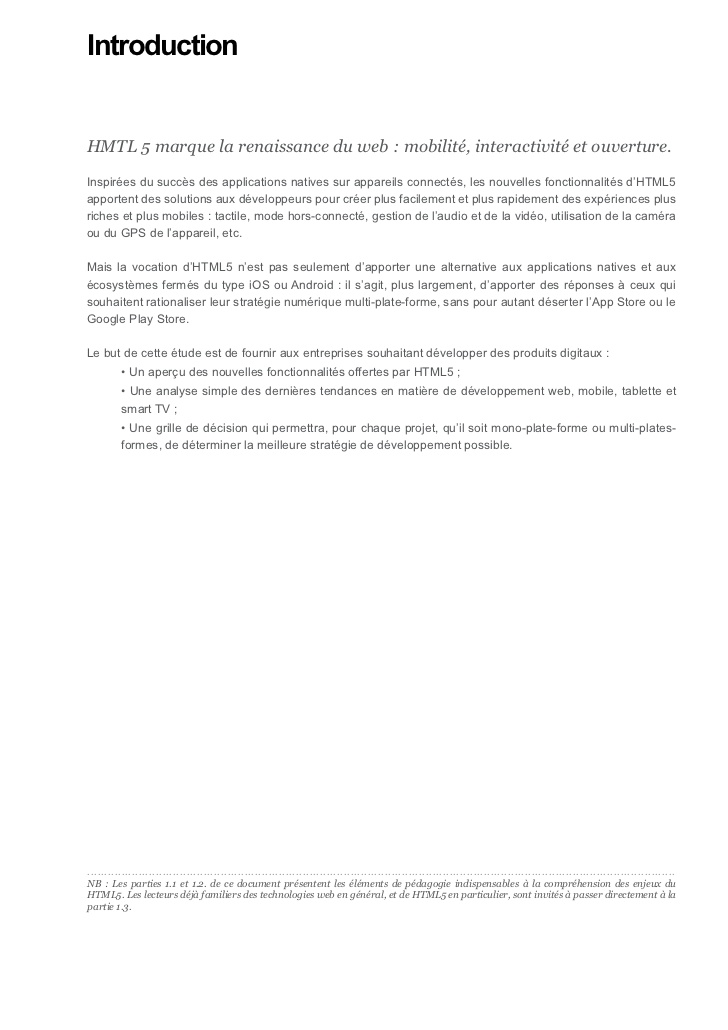 Introduction
HMTL 5 marque la renaissance du web : mobilité, interactivité et ouverture.
Inspirées du succès des applications natives sur appareils connectés, les nouvelles fonctionnalités d’HTML5
apportent des solutions aux développeurs pour créer plus facilement et plus rapidement des expériences plus
riches et plus mobiles : tactile, mode hors-connecté, gestion de l’audio et de la vidéo, utilisation de la caméra
ou du GPS de l’appareil, etc.
Mais la vocation d’HTML5 n’est pas seulement d’apporter une alternative aux applications natives et aux
écosystèmes fermés du type iOS ou Android : il s’agit, plus largement, d’apporter des réponses à ceux qui
souhaitent rationaliser leur stratégie numérique multi-plate-forme, sans pour autant déserter l’App Store ou le
Google Play Store.
Le but de cette étude est de fournir aux entreprises souhaitant développer des produits digitaux :
• Un aperçu des nouvelles fonctionnalités offertes par HTML5 ;
• Une analyse simple des dernières tendances en matière de développement web, mobile, tablette et
smart TV ;
• Une grille de décision qui permettra, pour chaque projet, qu’il soit mono-plate-forme ou multi-plates-
formes, de déterminer la meilleure stratégie de développement possible.
NB : Les parties 1.1 et 1.2. de ce document présentent les éléments de pédagogie indispensables à la compréhension des enjeux du
HTML5. Les lecteurs déjà familiers des technologies web en général, et de HTML5 en particulier, sont invités à passer directement à la
partie 1.3.